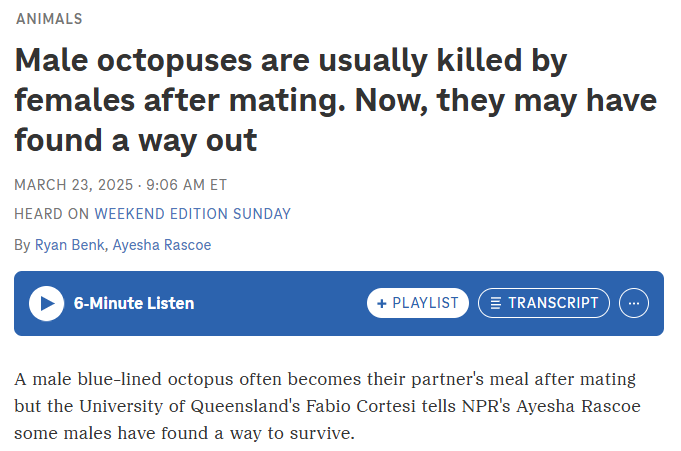 ANIMALS
Male octopuses are usually killed by
females after mating. Now, they may have
found a way out
MARCH 23, 2025 · 9:06 AM ET
HEARD ON WEEKEND EDITION SUNDAY
By Ryan Benk, Ayesha Rascoe
6-Minute Listen
+ PLAYLIST
TRANSCRIPT
A male blue-lined octopus often becomes their partner's meal after mating
but the University of Queensland's Fabio Cortesi tells NPR's Ayesha Rascoe
some males have found a way to survive.